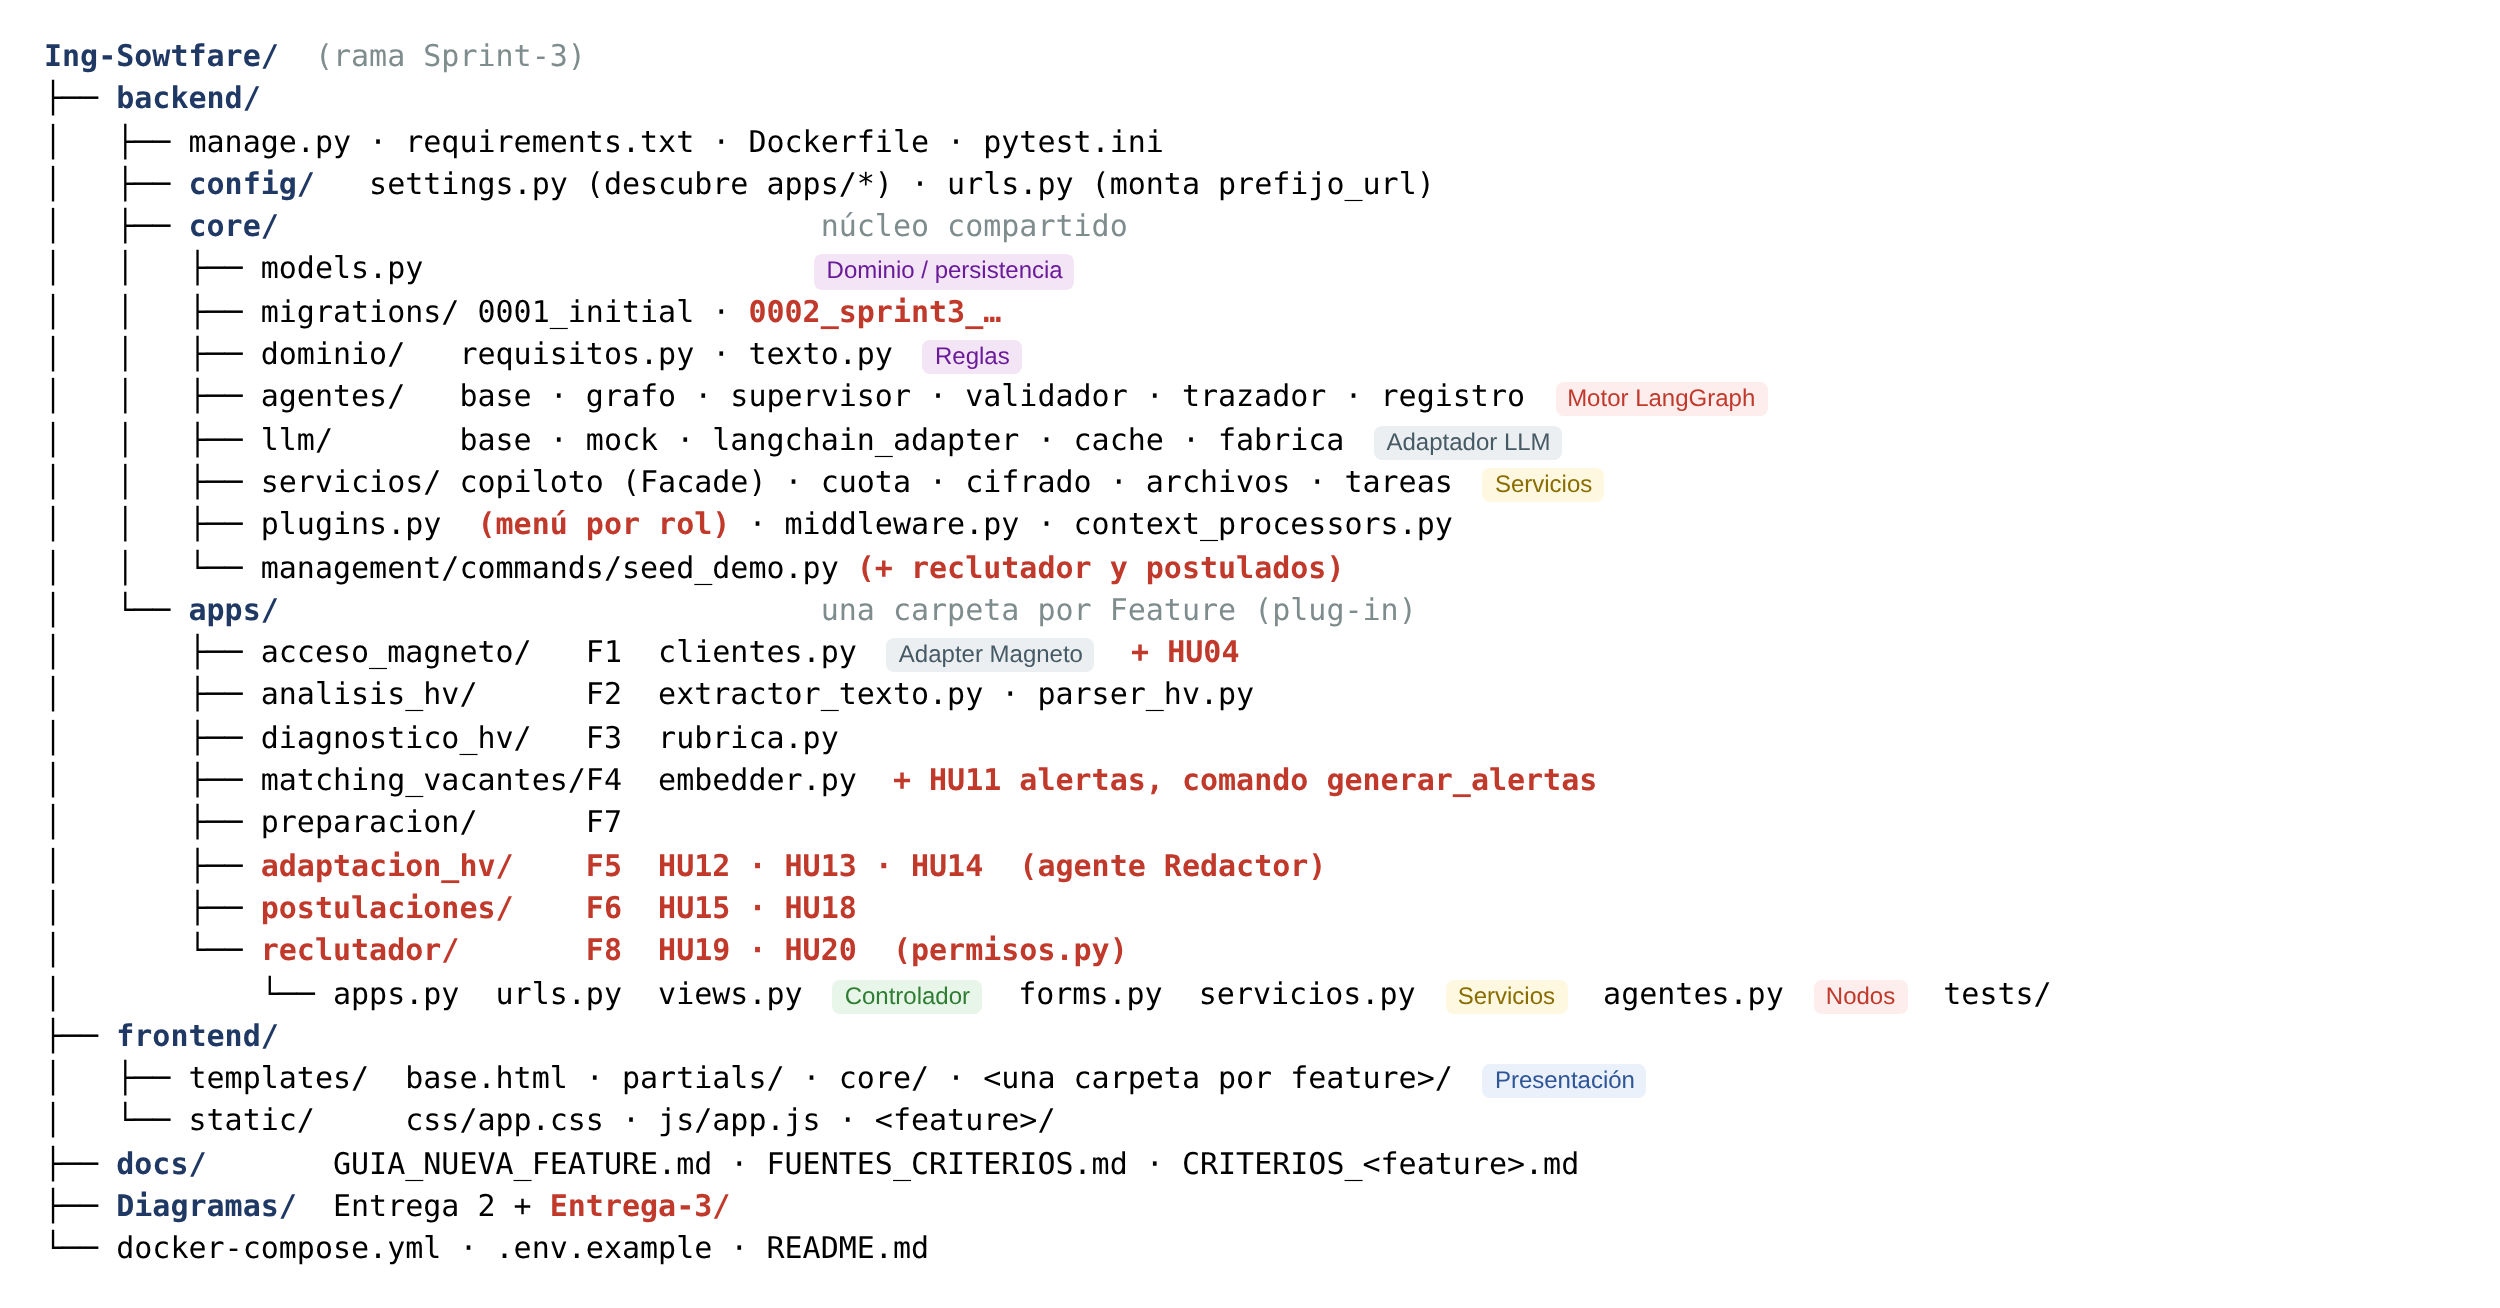 Ing-Sowtfare/  (rama Sprint-3)
├── backend/
│   ├── manage.py · requirements.txt · Dockerfile · pytest.ini
│   ├── config/   settings.py (descubre apps/*) · urls.py (monta prefijo_url)
│   ├── core/                              núcleo compartido
│   │   ├── models.py                      Dominio / persistencia
│   │   ├── migrations/ 0001_initial · 0002_sprint3_…
│   │   ├── dominio/   requisitos.py · texto.py  Reglas
│   │   ├── agentes/   base · grafo · supervisor · validador · trazador · registro  Motor LangGraph
│   │   ├── llm/       base · mock · langchain_adapter · cache · fabrica  Adaptador LLM
│   │   ├── servicios/ copiloto (Facade) · cuota · cifrado · archivos · tareas  Servicios
│   │   ├── plugins.py  (menú por rol) · middleware.py · context_processors.py
│   │   └── management/commands/seed_demo.py (+ reclutador y postulados)
│   └── apps/                              una carpeta por Feature (plug-in)
│       ├── acceso_magneto/   F1  clientes.py  Adapter Magneto  + HU04
│       ├── analisis_hv/      F2  extractor_texto.py · parser_hv.py
│       ├── diagnostico_hv/   F3  rubrica.py
│       ├── matching_vacantes/F4  embedder.py  + HU11 alertas, comando generar_alertas
│       ├── preparacion/      F7
│       ├── adaptacion_hv/    F5  HU12 · HU13 · HU14  (agente Redactor)
│       ├── postulaciones/    F6  HU15 · HU18
│       └── reclutador/       F8  HU19 · HU20  (permisos.py)
│           └── apps.py  urls.py  views.py  Controlador  forms.py  servicios.py  Servicios  agentes.py  Nodos  tests/
├── frontend/
│   ├── templates/  base.html · partials/ · core/ · <una carpeta por feature>/  Presentación
│   └── static/     css/app.css · js/app.js · <feature>/
├── docs/       GUIA_NUEVA_FEATURE.md · FUENTES_CRITERIOS.md · CRITERIOS_<feature>.md
├── Diagramas/  Entrega 2 + Entrega-3/
└── docker-compose.yml · .env.example · README.md